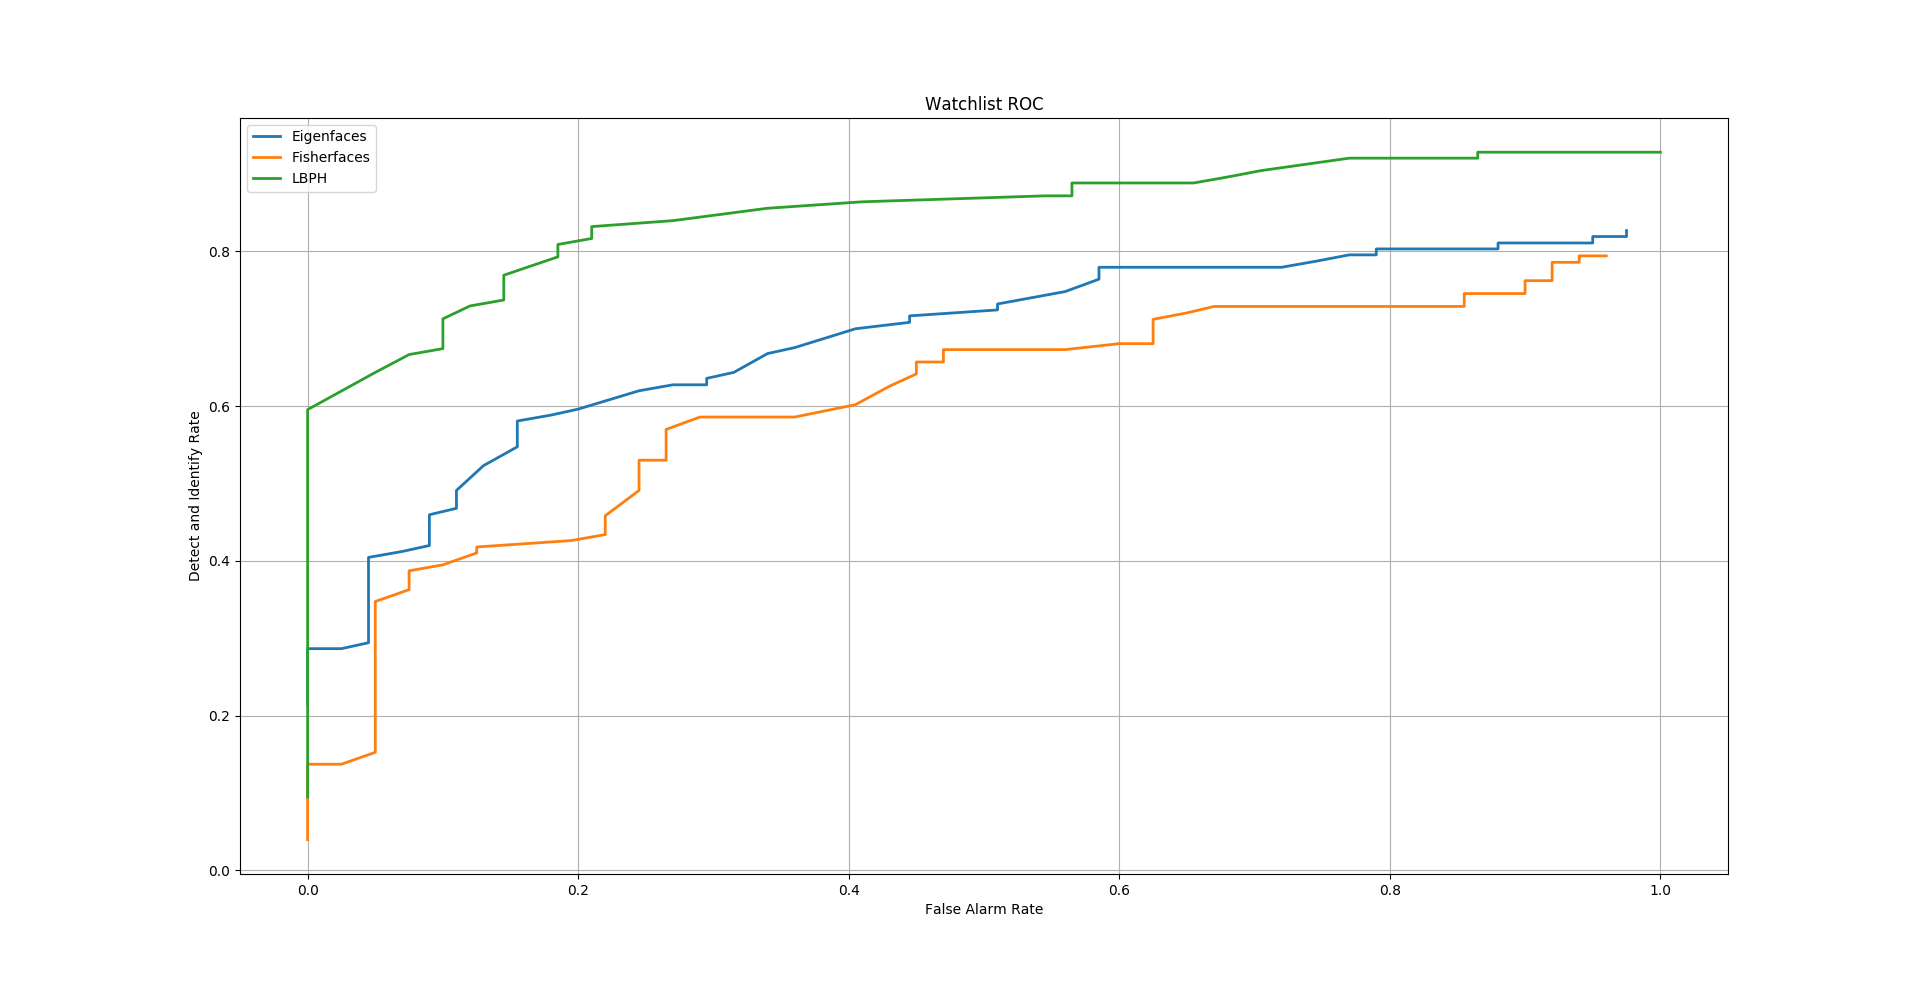 Watchlist ROC
Eigenfaces
Fisherfaces
LBPH
Detect and Identify Rate
0.8
0.6
0.4
0.2
0.0
0.0 0.2 0.4 0.6 0.8 1.0
False Alarm Rate